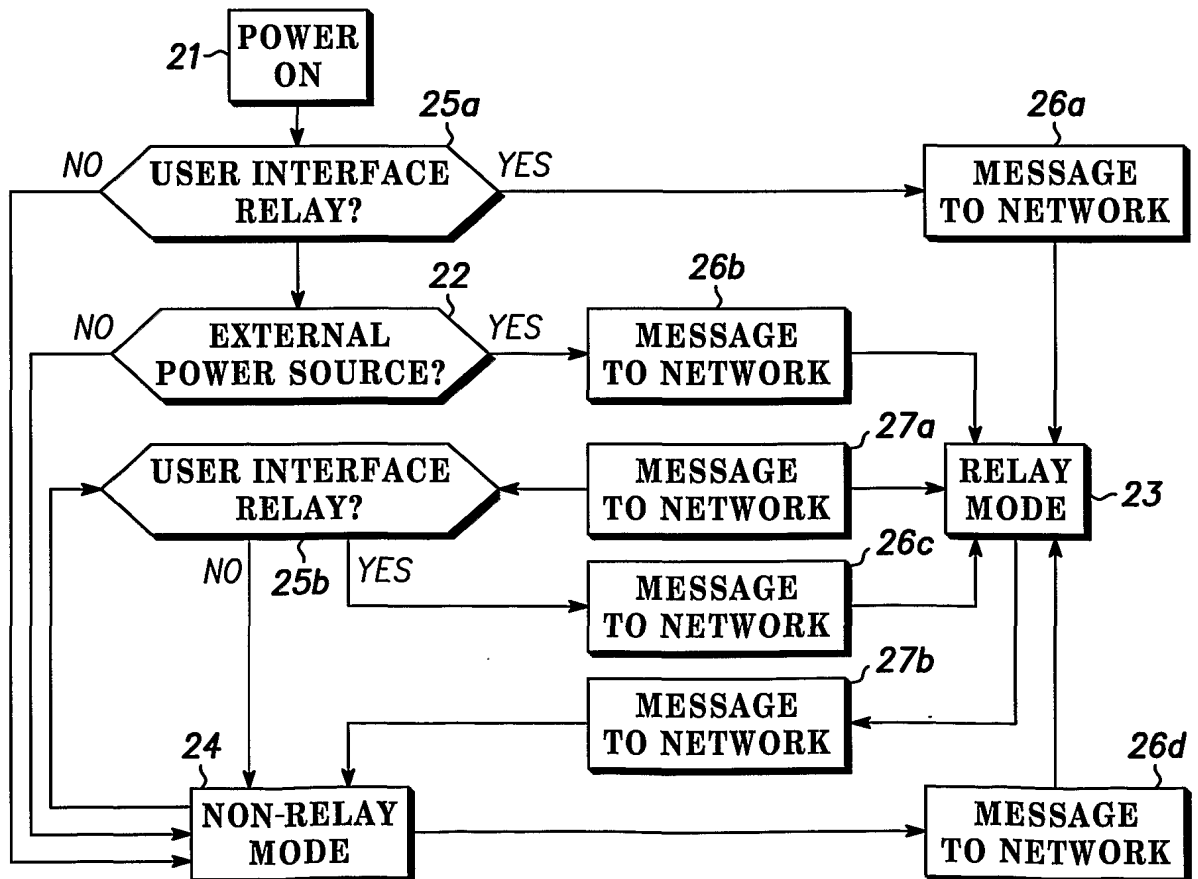 POWER
ON
21
25a
26a
NO
USER INTERFACE
RELAY?
YES
MESSAGE
TO NETWORK
22
26b
NO
EXTERNAL
POWER SOURCE?
YES
MESSAGE
TO NETWORK
27a
USER INTERFACE
RELAY?
MESSAGE
TO NETWORK
RELAY
MODE
23
NO
25b
YES
26c
MESSAGE
TO NETWORK
27b
MESSAGE
TO NETWORK
24
26d
NON-RELAY
MODE
MESSAGE
TO NETWORK